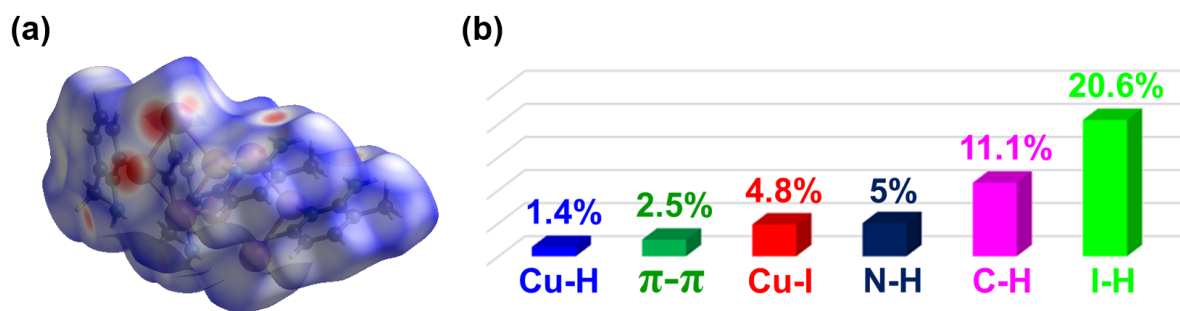 (a)
(b)
1.4%
2.5%
4.8%
5%
11.1%
20.6%
Cu-H
π-π
Cu-I
N-H
C-H
I-H